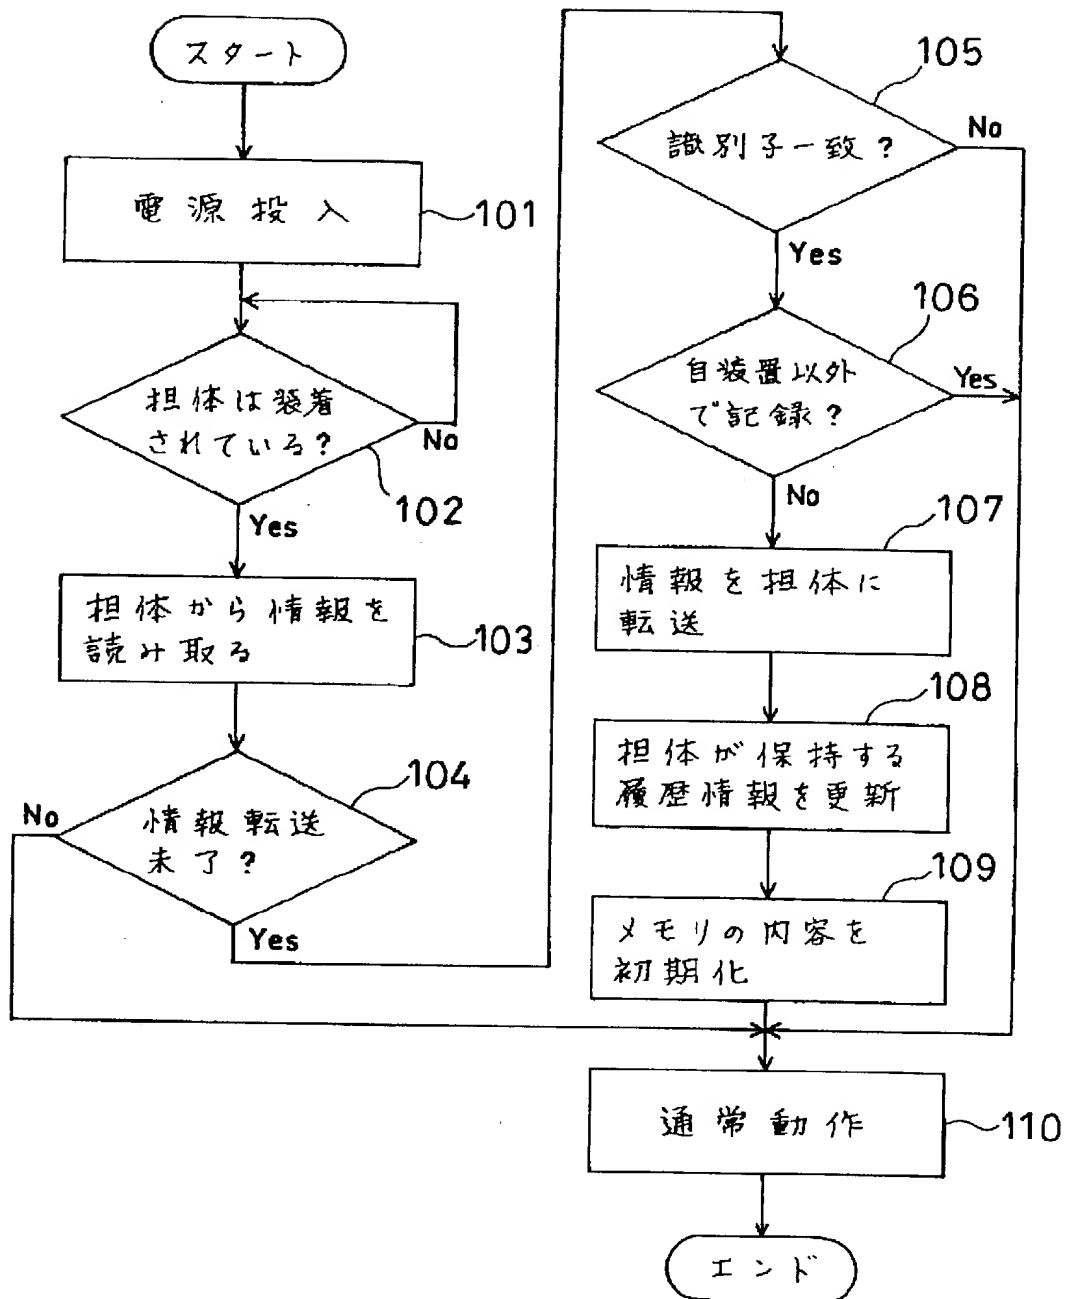 スタート
電源投入
101
担体は装着
されている?
No
102
Yes
担体から情報を
読み取る
103
104
No
情報転送
未了?
Yes
105
識別子一致?
No
Yes
106
自装置以外
で記録?
Yes
No
107
情報を担体に
転送
108
担体が保持する
履歴情報を更新
109
メモリの内容を
初期化
通常動作
110
エンド